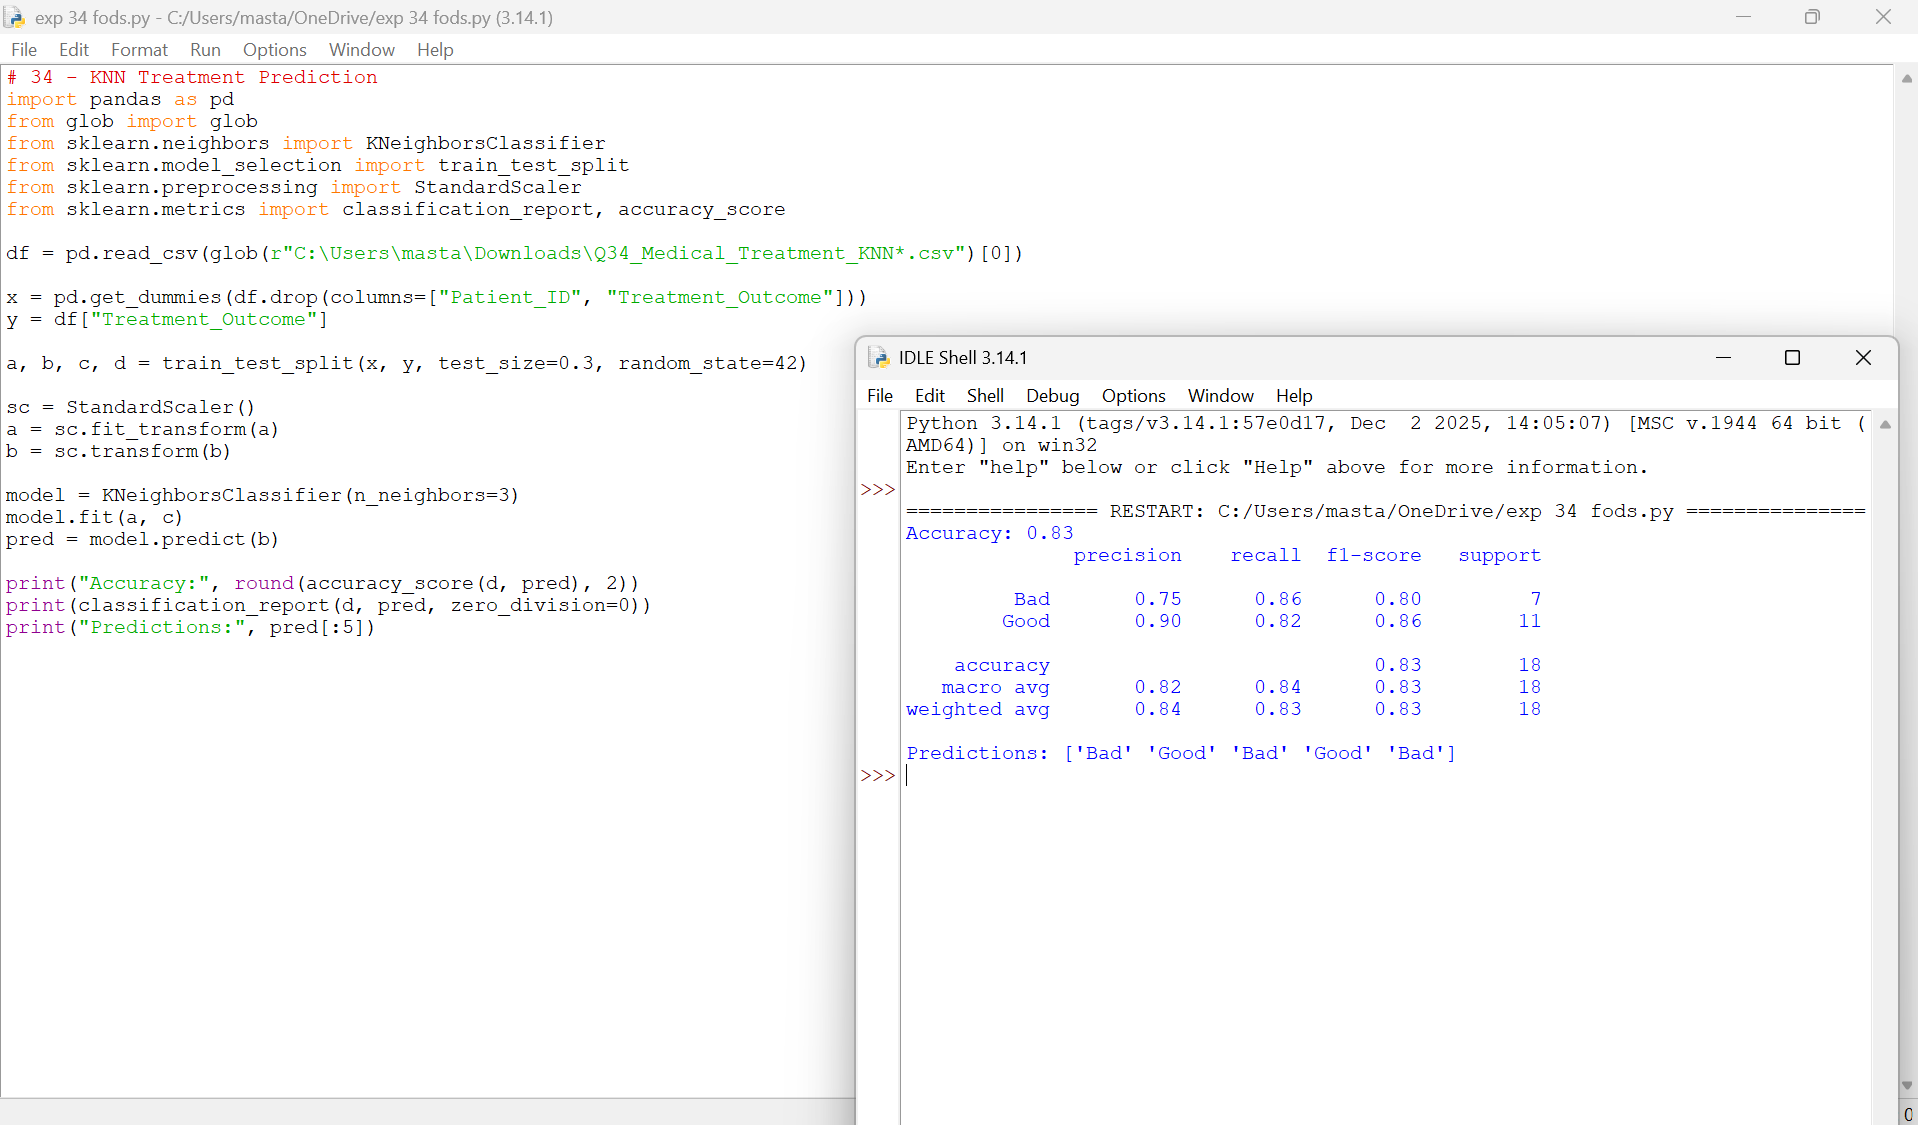 exp 34 fods.py - C:/Users/masta/OneDrive/exp 34 fods.py (3.14.1)
File Edit Format Run Options Window Help
# 34 - KNN Treatment Prediction
import pandas as pd
from glob import glob
from sklearn.neighbors import KNeighborsClassifier
from sklearn.model_selection import train_test_split
from sklearn.preprocessing import StandardScaler
from sklearn.metrics import classification_report, accuracy_score
df = pd.read_csv(glob(r"C:\Users\masta\Downloads\Q34_Medical_Treatment_KNN*.csv")[0])
x = pd.get_dummies(df.drop(columns=["Patient_ID", "Treatment_Outcome"]))
y = df["Treatment_Outcome"]
a, b, c, d = train_test_split(x, y, test_size=0.3, random_state=42)
sc = StandardScaler()
a = sc.fit_transform(a)
b = sc.transform(b)
model = KNeighborsClassifier(n_neighbors=3)
model.fit(a, c)
pred = model.predict(b)
print("Accuracy:", round(accuracy_score(d, pred), 2))
print(classification_report(d, pred, zero_division=0))
print("Predictions:", pred[:5])
IDLE Shell 3.14.1
File Edit Shell Debug Options Window Help
Python 3.14.1 (tags/v3.14.1:57e0d17, Dec  2 2025, 14:05:07) [MSC v.1944 64 bit (
AMD64)] on win32
Enter "help" below or click "Help" above for more information.
>>>
================ RESTART: C:/Users/masta/OneDrive/exp 34 fods.py ===============
Accuracy: 0.83
              precision    recall  f1-score   support
         Bad       0.75      0.86      0.80         7
        Good       0.90      0.82      0.86        11
    accuracy                           0.83        18
   macro avg       0.82      0.84      0.83        18
weighted avg       0.84      0.83      0.83        18
Predictions: ['Bad' 'Good' 'Bad' 'Good' 'Bad']
>>>
0